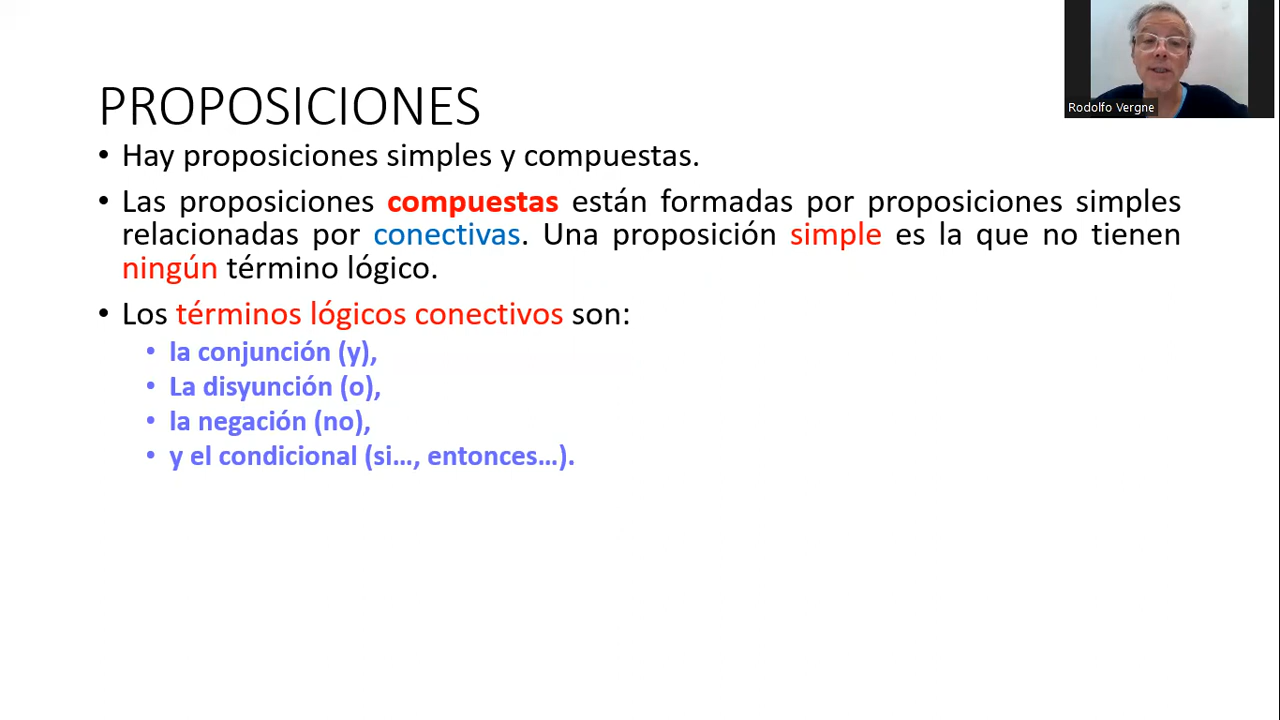 PROPOSICIONES
• Hay proposiciones simples y compuestas.
• Las proposiciones compuestas están formadas por proposiciones simples
relacionadas por conectivas. Una proposición simple es la que no tienen
ningún término lógico.
• Los términos lógicos conectivos son:
• la conjunción (y),
• La disyunción (o),
• la negación (no),
• y el condicional (si…, entonces…).
Rodolfo Vergne